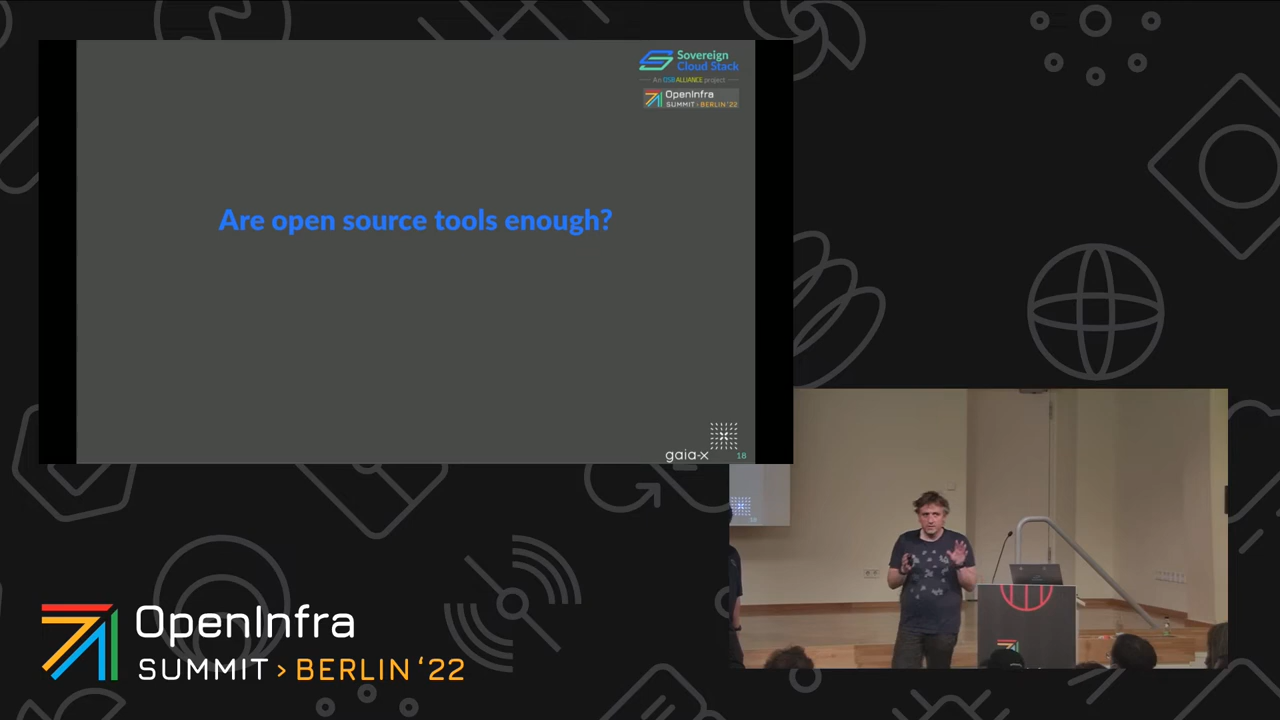 Sovereign
Cloud Stack
An OSB ALLIANCE project
OpenInfra
SUMMIT › BERLIN '22
Are open source tools enough?
gaia-x
18
OpenInfra
SUMMIT › BERLIN '22